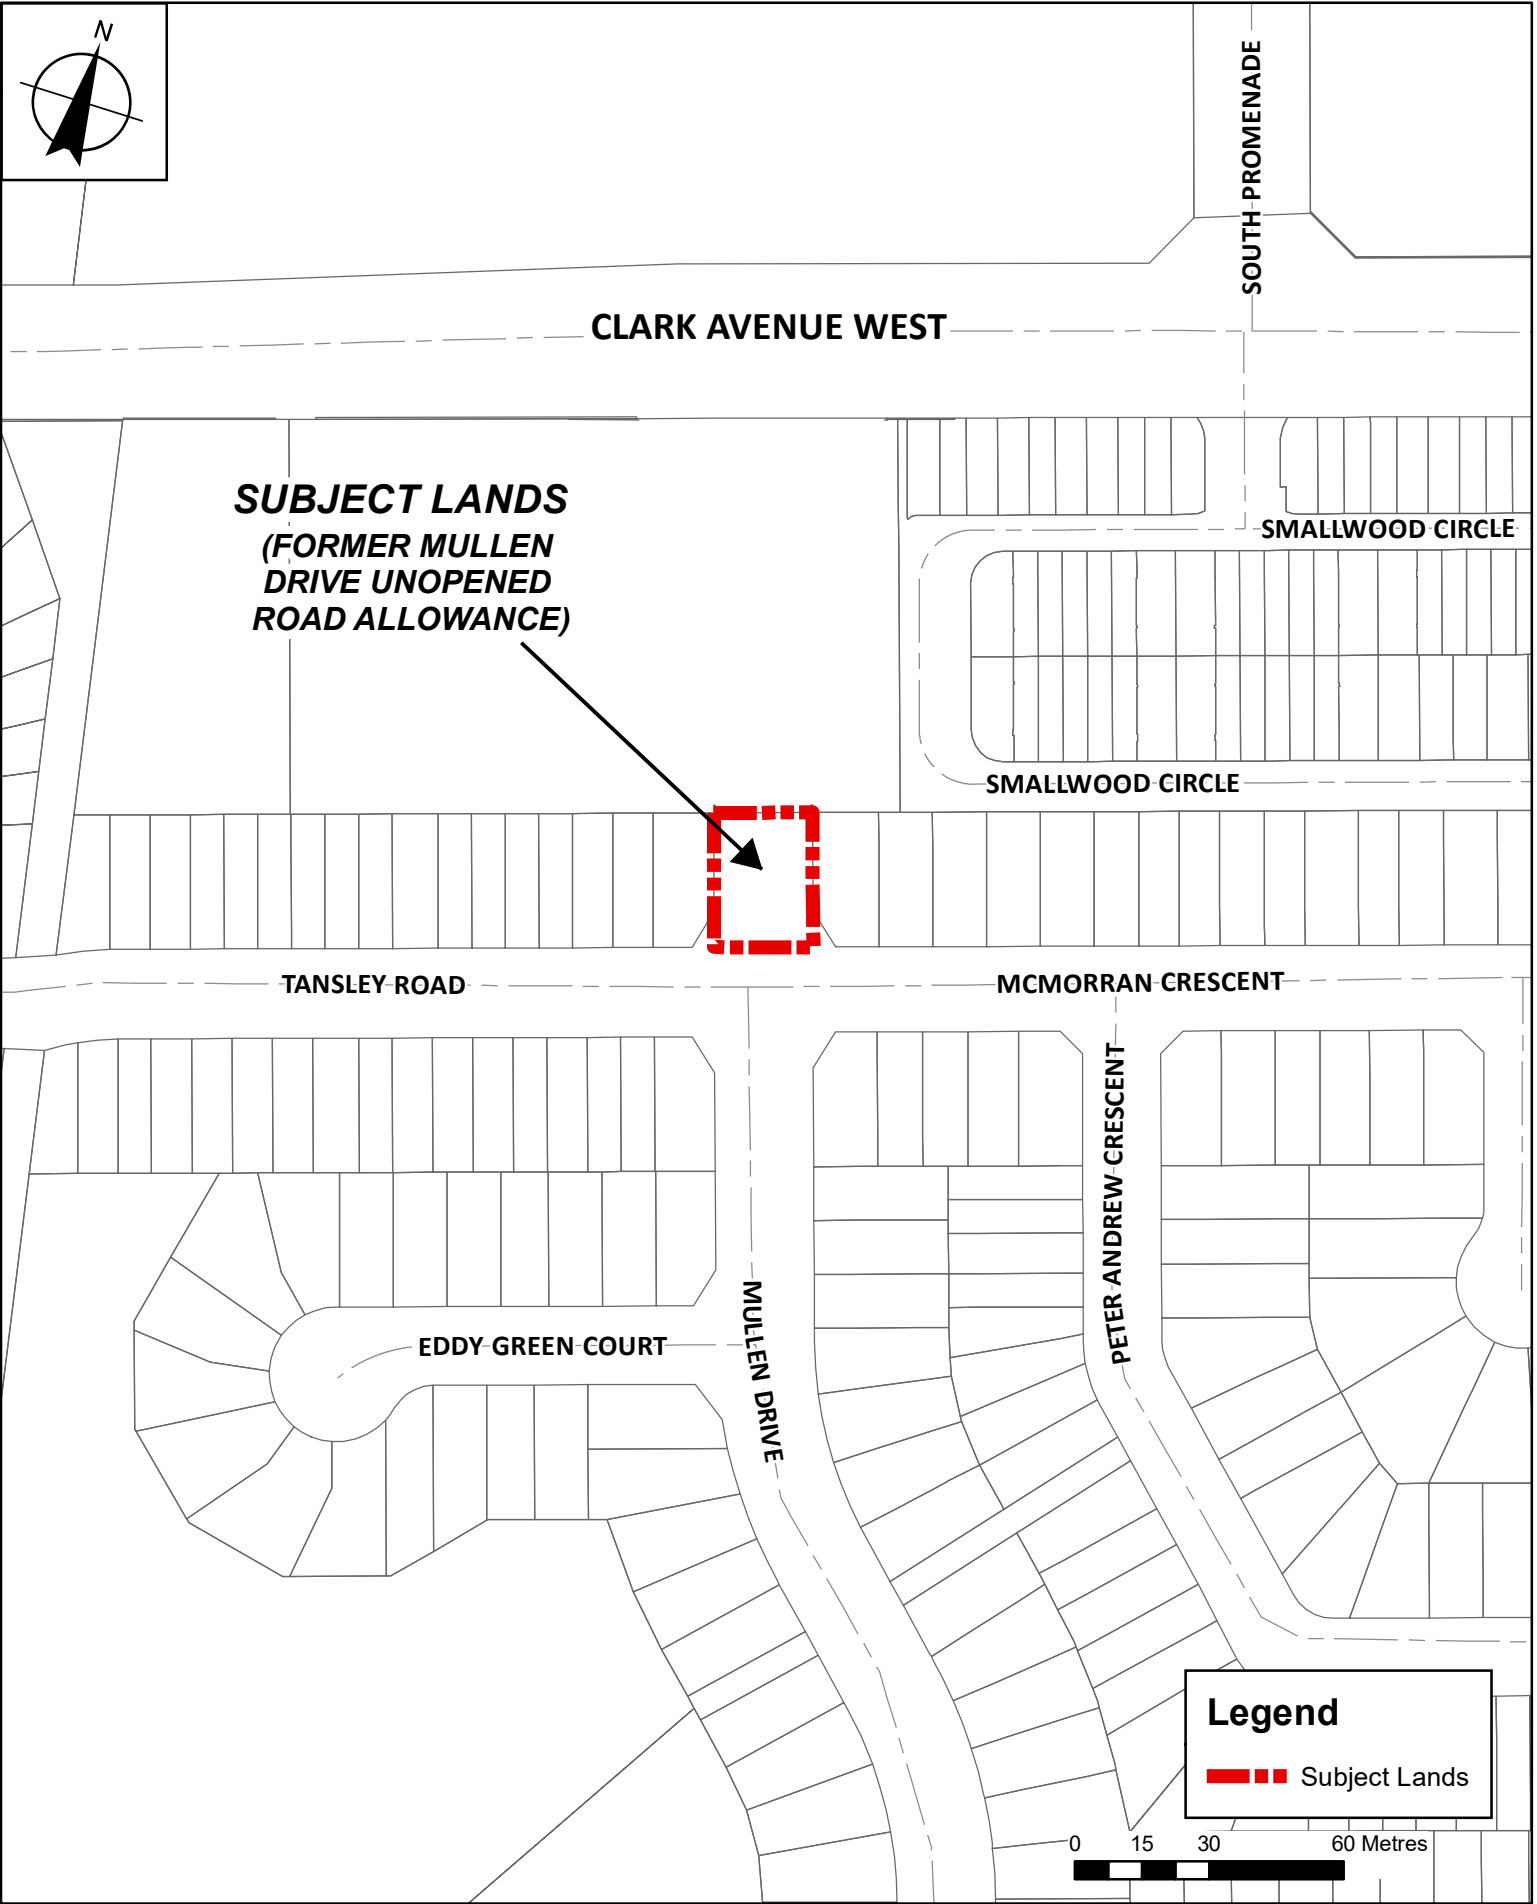 N
SOUTH PROMENADE
CLARK AVENUE WEST
SUBJECT LANDS
(FORMER MULLEN
DRIVE UNOPENED
ROAD ALLOWANCE)
SMALLWOOD CIRCLE
SMALLWOOD CIRCLE
TANSLEY ROAD
MCMORRAN CRESCENT
PETER ANDREW CRESCENT
MULLEN DRIVE
EDDY GREEN COURT
Legend
Subject Lands
0 15 30 60 Metres